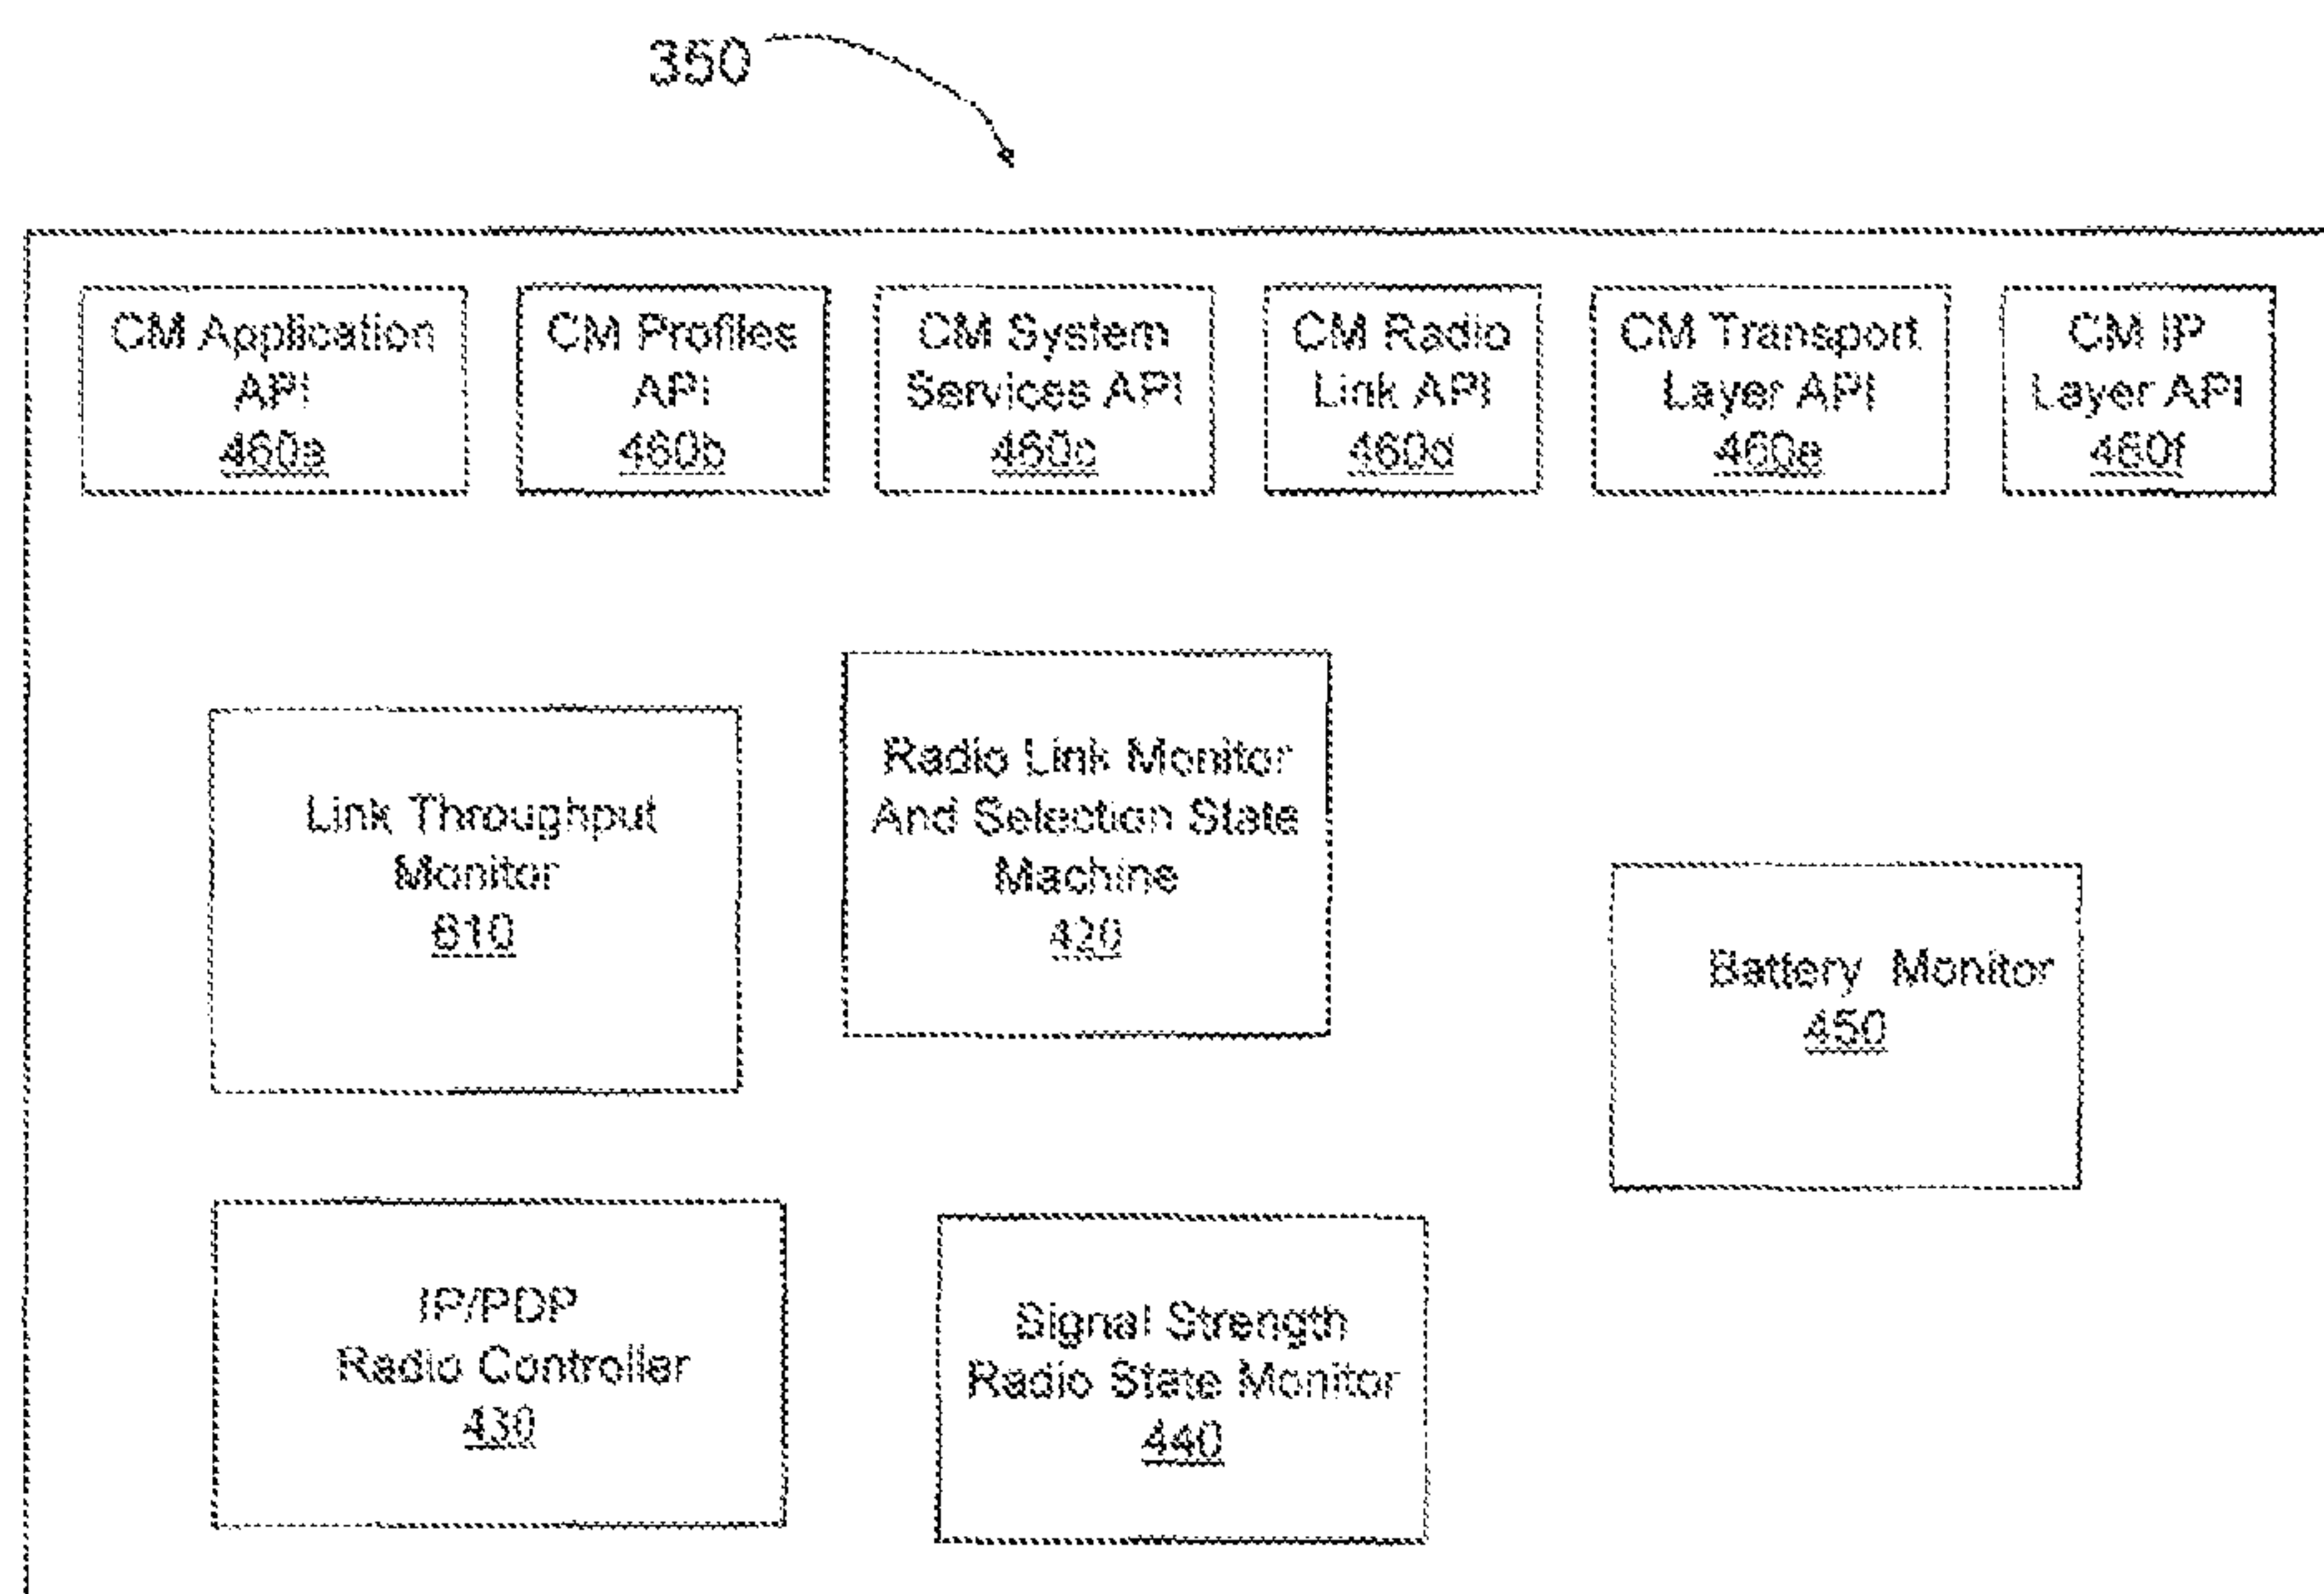 350
CM Application
API
460a
CM Profiles
API
460b
CM System
Services API
460c
CM Radio
Link API
460d
CM Transport
Layer API
460e
CM IP
Layer API
460f
Link Throughput
Monitor
610
Radio Link Monitor
And Selection State
Machine
420
Battery Monitor
450
IP/PDP
Radio Controller
430
Signal Strength
Radio State Monitor
440